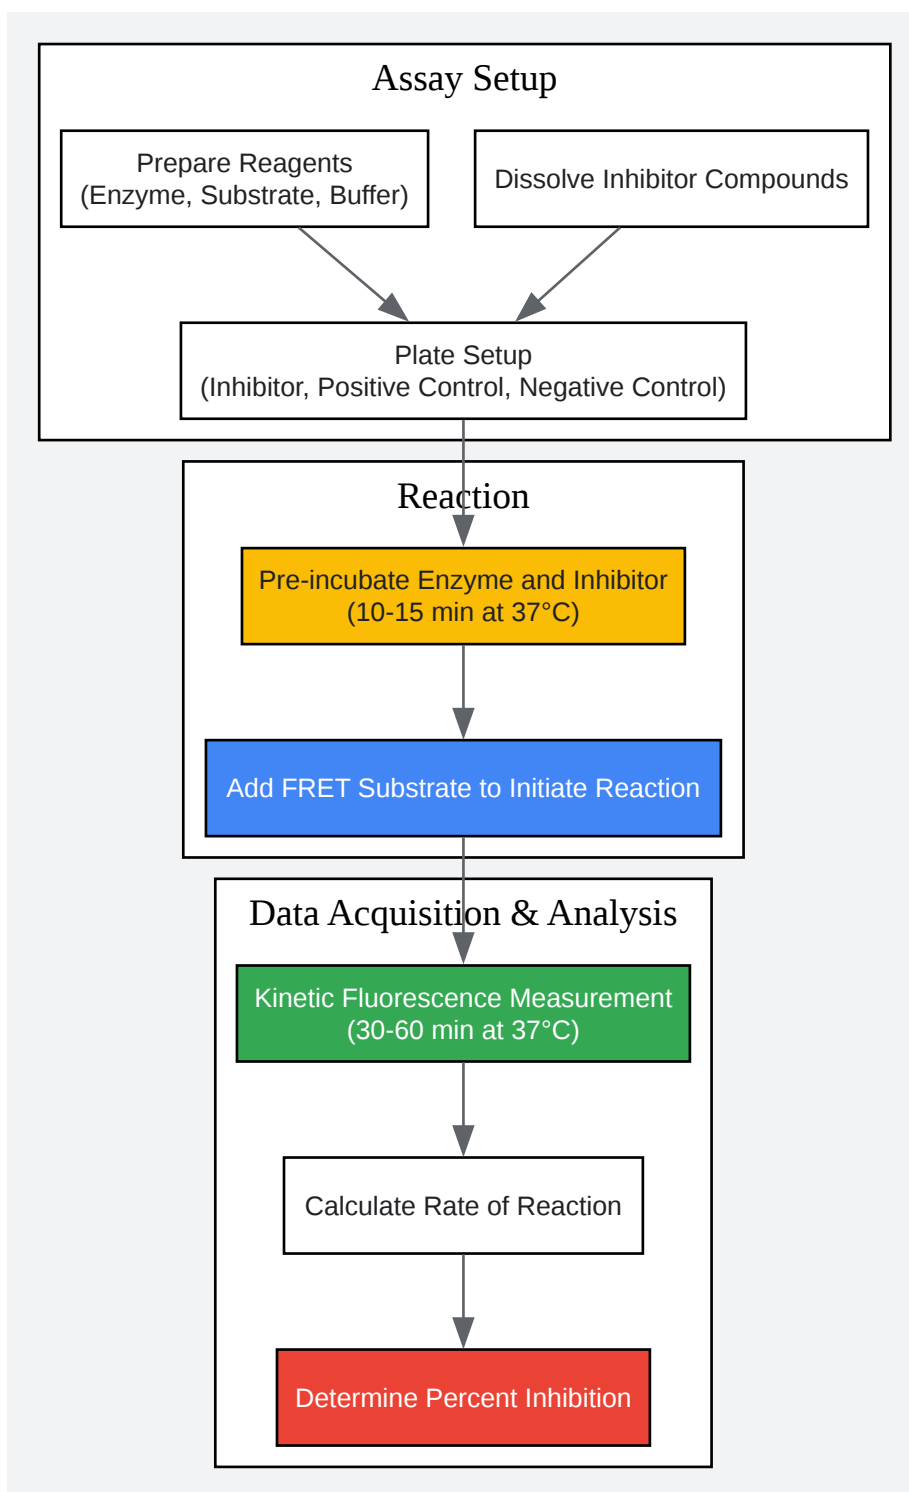 Assay Setup
Prepare Reagents
(Enzyme, Substrate, Buffer)
Dissolve Inhibitor Compounds
Plate Setup
(Inhibitor, Positive Control, Negative Control)
Reaction
Pre-incubate Enzyme and Inhibitor
(10-15 min at 37°C)
Add FRET Substrate to Initiate Reaction
Data Acquisition & Analysis
Kinetic Fluorescence Measurement
(30-60 min at 37°C)
Calculate Rate of Reaction
Determine Percent Inhibition